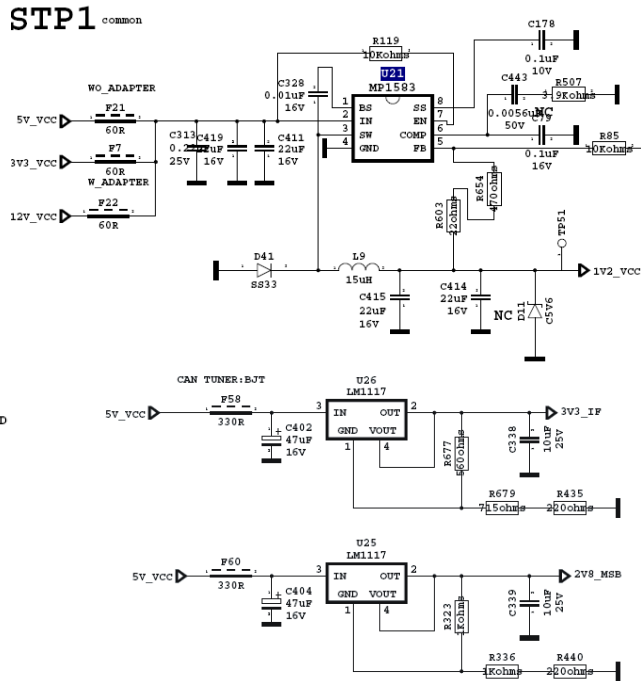 STP1 common
R119
10Kohms
C178
0.1uF
10V
U21
MP1583
C328
0.01uF
16V
BS
IN
SW
GND
SS
EN
COMP
FB
1
2
3
4
8
7
6
5
C443
0.0056uF
50V
NC
R507
3.9Kohms
C79
0.1uF
16V
R85
10Kohms
WO_ADAPTER
F21
5V_VCC
60R
F7
3V3_VCC
60R
W_ADAPTER
F22
12V_VCC
60R
C313
25V
C419
16V
C411
22uF
16V
R603
22ohms
R654
470ohms
TP51
D41
SS33
L9
15uH
1V2_VCC
C415
22uF
16V
C414
22uF
16V
NC
D11
C5V6
CAN TUNER:BJT
F58
5V_VCC
330R
C402
47uF
16V
U26
LM1117
3 IN OUT 2
GND VOUT
1 4
3V3_IF
R677
560ohms
C338
10uF
25V
R679
715ohms
R435
220ohms
D
F60
5V_VCC
330R
C404
47uF
16V
U25
LM1117
3 IN OUT 2
GND VOUT
1 4
2V8_MSB
R323
1Kohms
C339
10uF
25V
R336
1Kohms
R440
220ohms